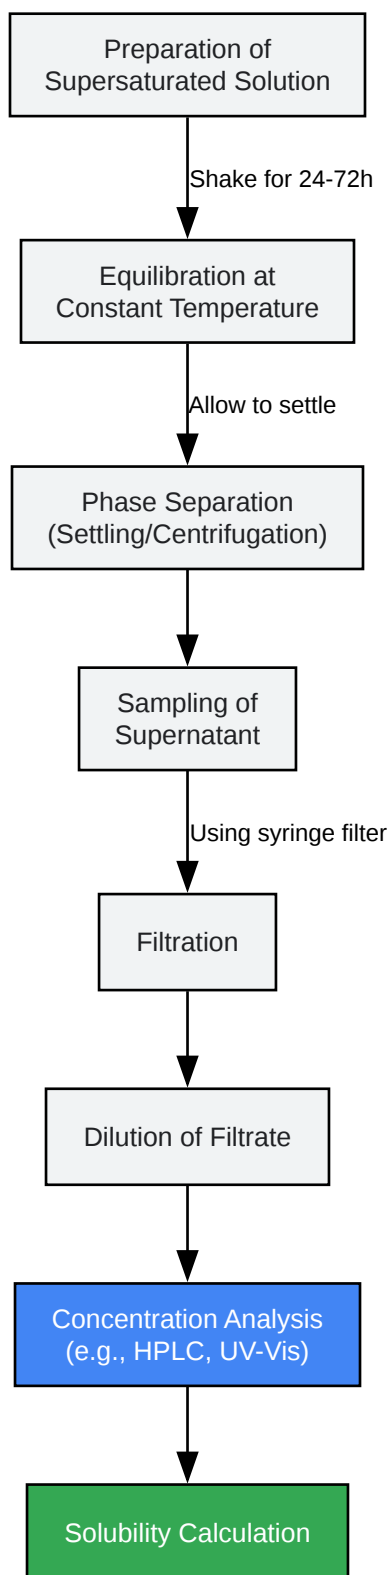 Preparation of
Supersaturated Solution
Shake for 24-72h
Equilibration at
Constant Temperature
Allow to settle
Phase Separation
(Settling/Centrifugation)
Sampling of
Supernatant
Using syringe filter
Filtration
Dilution of Filtrate
Concentration Analysis
(e.g., HPLC, UV-Vis)
Solubility Calculation